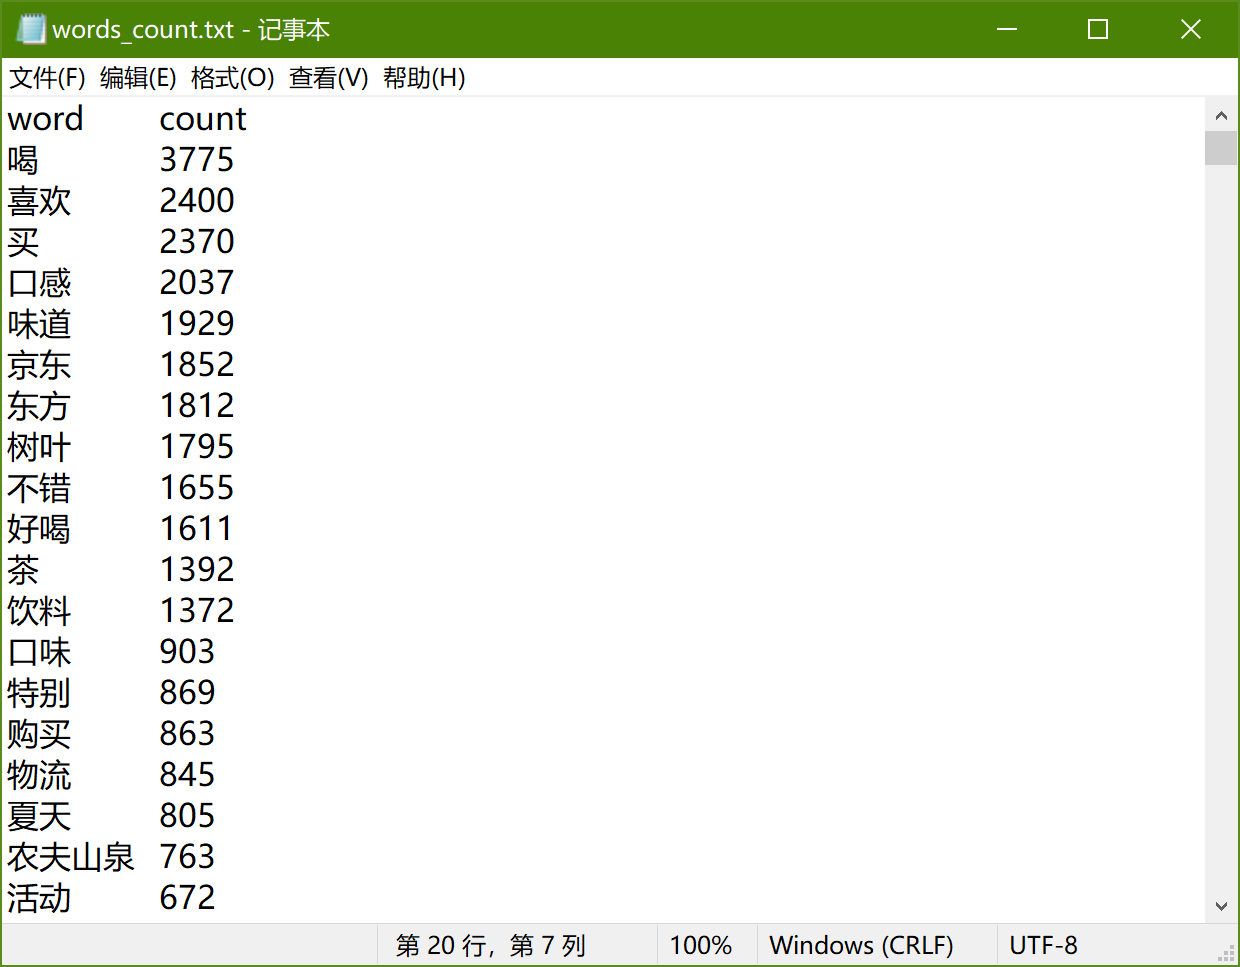 words_count.txt - 记事本
文件(F) 编辑(E) 格式(O) 查看(V) 帮助(H)
word count
喝 3775
喜欢 2400
买 2370
口感 2037
味道 1929
京东 1852
东方 1812
树叶 1795
不错 1655
好喝 1611
茶 1392
饮料 1372
口味 903
特别 869
购买 863
物流 845
夏天 805
农夫山泉 763
活动 672
第 20 行，第 7 列 100% Windows (CRLF) UTF-8